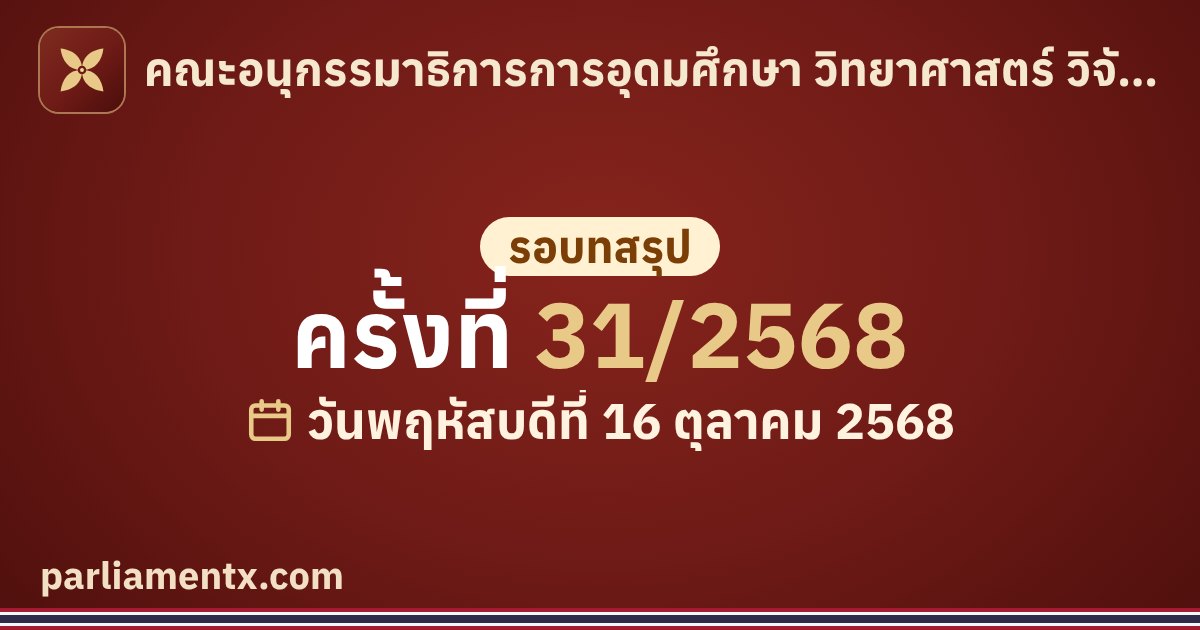 คณะอนุกรรมาธิการการอุดมศึกษา วิทยาศาสตร์ วิจั...
รอบทสรุป
ครั้งที่ 31/2568
วันพฤหัสบดีที่ 16 ตุลาคม 2568
parliamentx.com